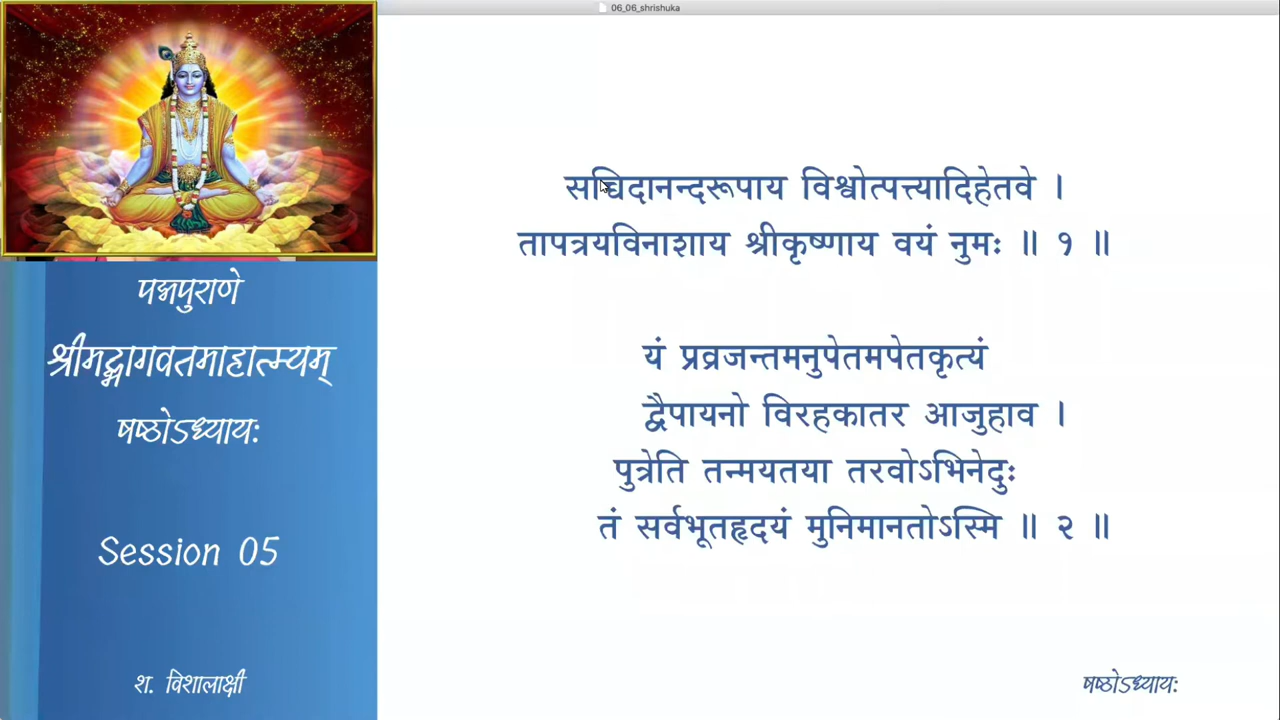 06_06_shrishuka
पद्मपुराणे
श्रीमद्भागवतमाहात्म्यम्
षष्ठोऽध्यायः
Session 05
श. विशालाक्षी
सच्चिदानन्दरूपाय विश्वोत्पत्त्यादिहेतवे ।
तापत्रयविनाशाय श्रीकृष्णाय वयं नुमः ॥ १ ॥
यं प्रव्रजन्तमनुपेतमपेतकृत्यं
द्वैपायनो विरहकातर आजुहाव ।
पुत्रेति तन्मयतया तरवोऽभिनेदुः
तं सर्वभूतहृदयं मुनिमानतोऽस्मि ॥ २ ॥
षष्ठोऽध्यायः